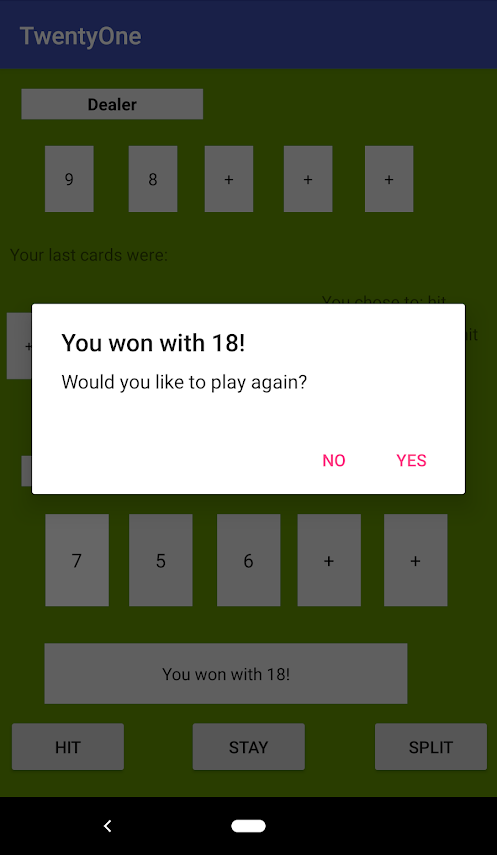 TwentyOne
Dealer
9 8 + + +
Your last cards were:
You chose to: hit
hit
You won with 18!
Would you like to play again?
NO YES
7 5 6 + +
You won with 18!
HIT STAY SPLIT